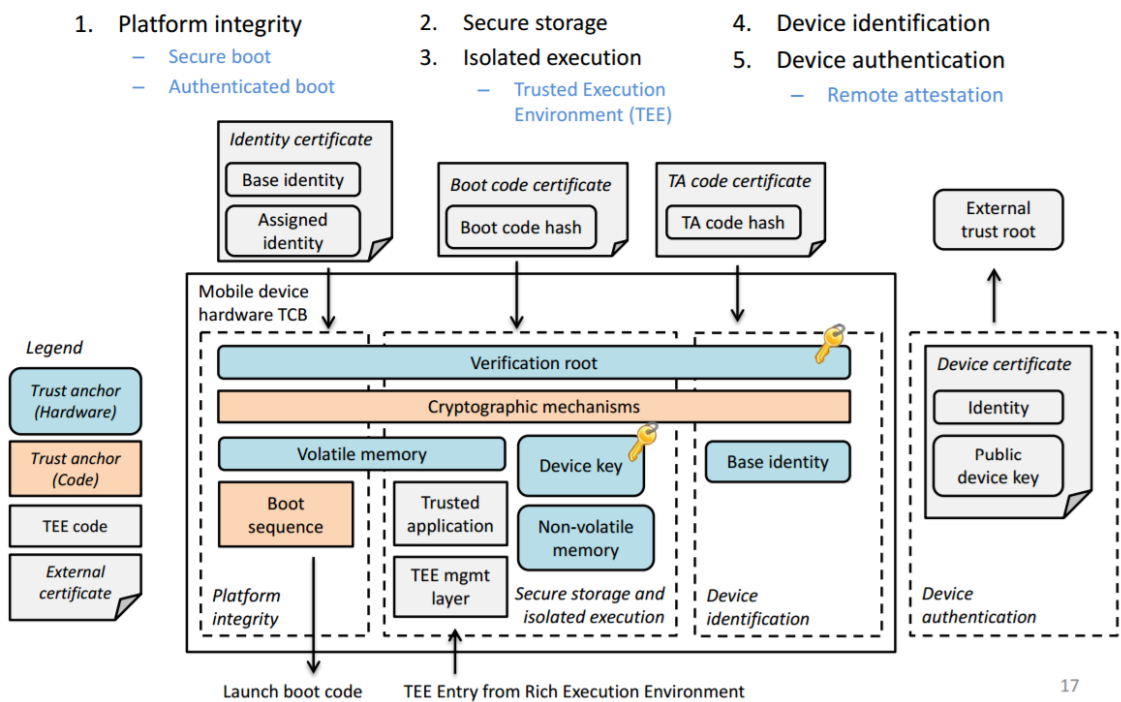 1. Platform integrity
– Secure boot
– Authenticated boot
2. Secure storage
3. Isolated execution
– Trusted Execution
Environment (TEE)
4. Device identification
5. Device authentication
– Remote attestation
Identity certificate
Base identity
Assigned
identity
Boot code certificate
Boot code hash
TA code certificate
TA code hash
External
trust root
Mobile device
hardware TCB
Legend
Trust anchor
(Hardware)
Trust anchor
(Code)
TEE code
External
certificate
Verification root
Cryptographic mechanisms
Volatile memory
Device key
Base identity
Boot
sequence
Trusted
application
Non-volatile
memory
TEE mgmt
layer
Platform
integrity
Secure storage and
isolated execution
Device
identification
Device certificate
Identity
Public
device key
Device
authentication
Launch boot code
TEE Entry from Rich Execution Environment
17